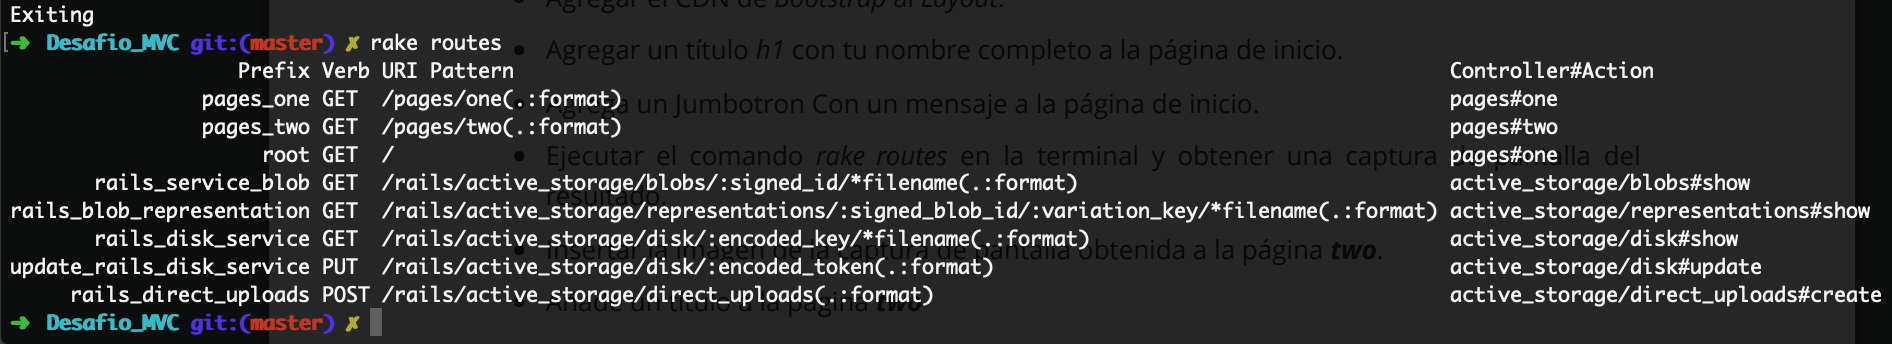 Exiting
Agregar el CDN de Bootstrap al Layout.
[➜ Desafio_MVC git:(master) ✗ rake routes
• Agregar un título h1 con tu nombre completo a la página de inicio.
Prefix Verb URI Pattern Controller#Action
pages_one GET /pages/one(.:format) pages#one
• Agrega un Jumbotron Con un mensaje a la página de inicio.
pages_two GET /pages/two(.:format) pages#two
root GET / pages#one
• Ejecutar el comando rake routes en la terminal y obtener una captura de pantalla del
rails_service_blob GET /rails/active_storage/blobs/:signed_id/*filename(.:format) active_storage/blobs#show
resultado.
rails_blob_representation GET /rails/active_storage/representations/:signed_blob_id/:variation_key/*filename(.:format) active_storage/representations#show
rails_disk_service GET /rails/active_storage/disk/:encoded_key/*filename(.:format) active_storage/disk#show
• Insertar la imagen de la captura de pantalla obtenida a la página two.
update_rails_disk_service PUT /rails/active_storage/disk/:encoded_token(.:format) active_storage/disk#update
rails_direct_uploads POST /rails/active_storage/direct_uploads(.:format) active_storage/direct_uploads#create
• Añade un título a la página two
➜ Desafio_MVC git:(master) ✗